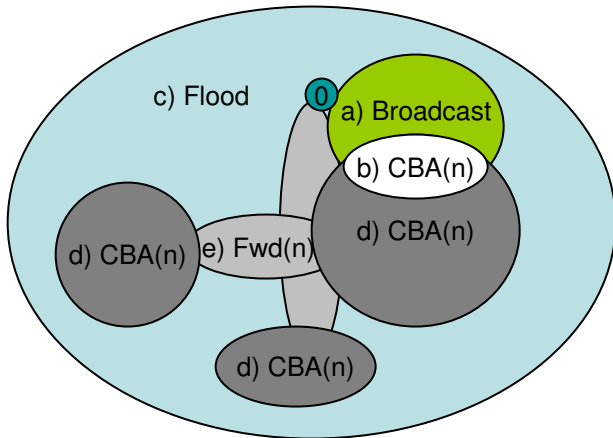 c) Flood
0
a) Broadcast
b) CBA(n)
d) CBA(n)
d) CBA(n)
e) Fwd(n)
d) CBA(n)